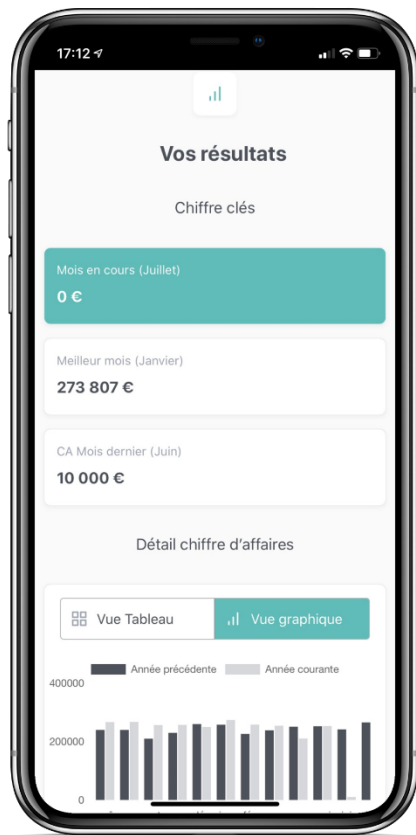 17:12
Vos résultats
Chiffre clés
Mois en cours (Juillet)
0 €
Meilleur mois (Janvier)
273 807 €
CA Mois dernier (Juin)
10 000 €
Détail chiffre d'affaires
Vue Tableau
Vue graphique
Année précédente
Année courante
400000
200000
0